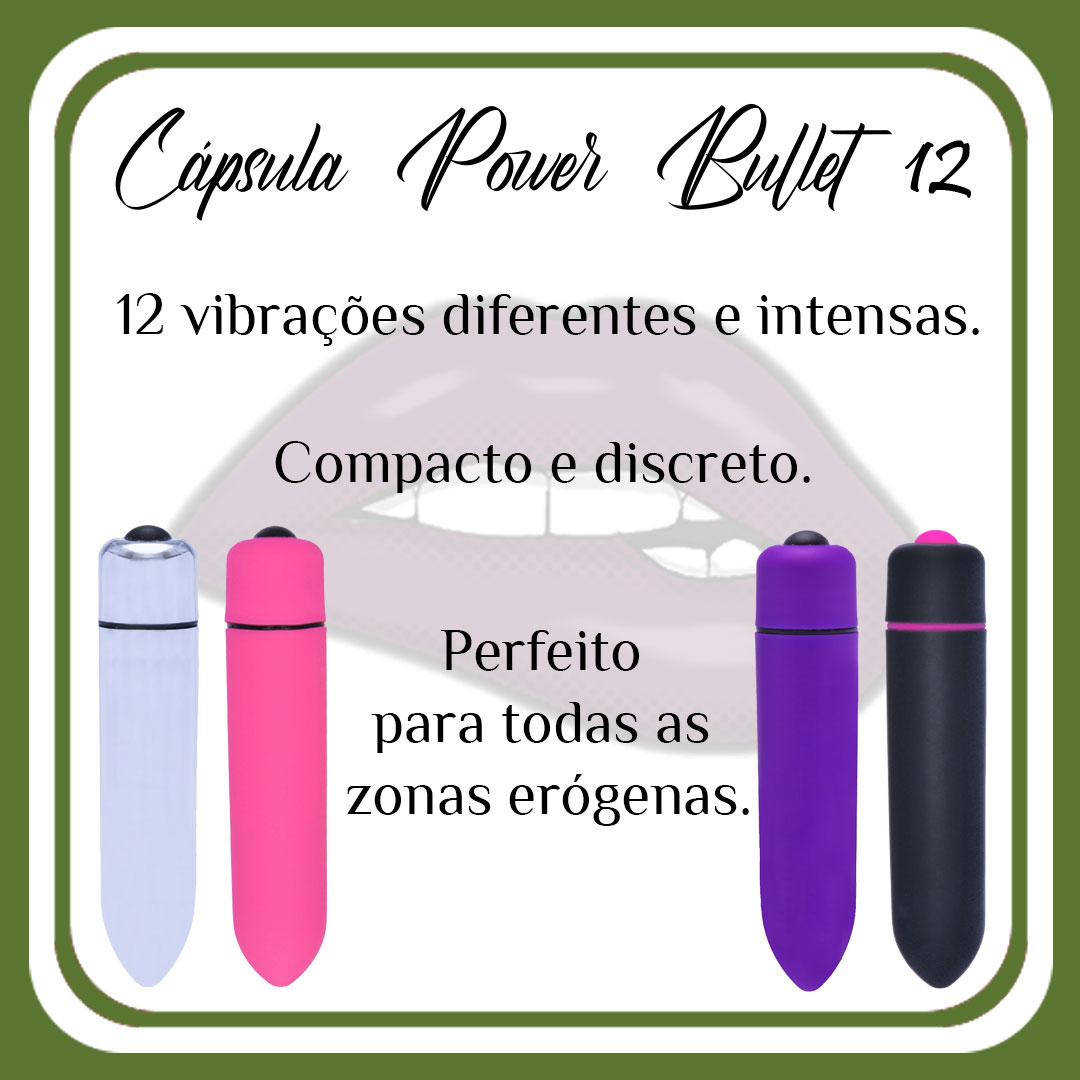 Cápsula Power Bullet 12
12 vibrações diferentes e intensas.
Compacto e discreto.
Perfeito
para todas as
zonas erógenas.